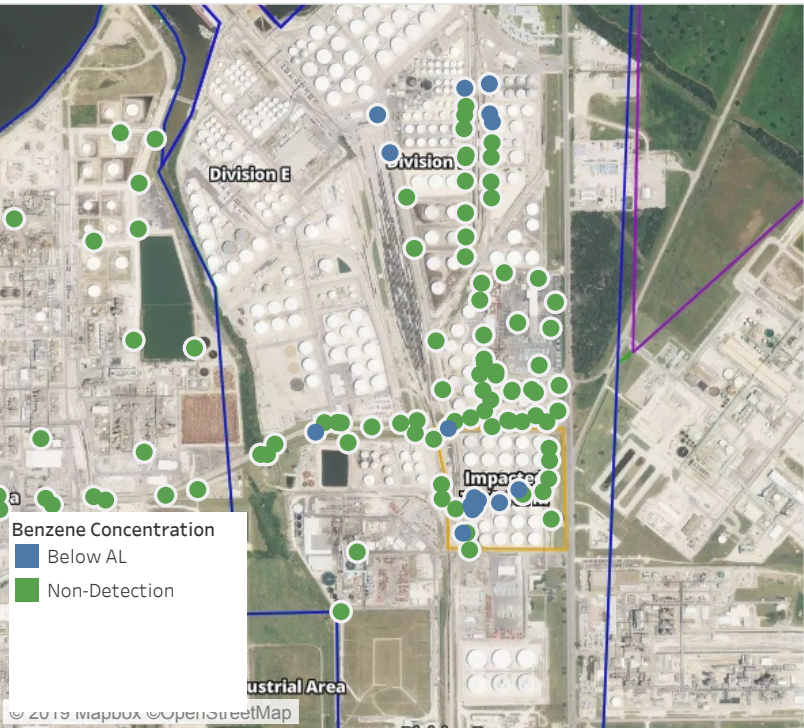 Division E
Division
Impacted
a
Benzene Concentration
Below AL
Non-Detection
ustrial Area
© 2019 Mapbox ©OpenStreetMap